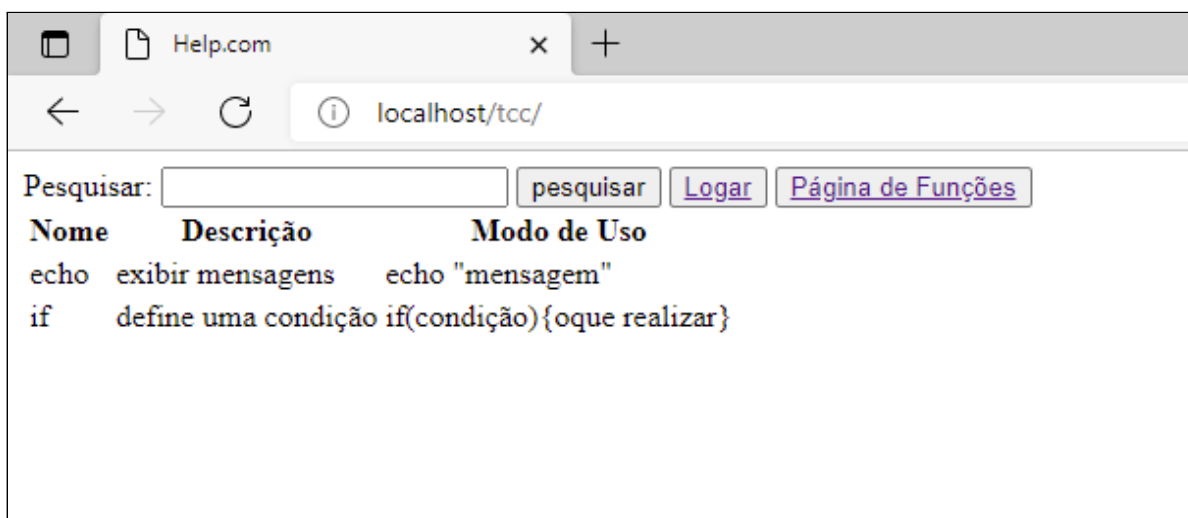 Help.com
localhost/tcc/
Pesquisar: pesquisar Logar Página de Funções
Nome Descrição Modo de Uso
echo exibir mensagens echo "mensagem"
if define uma condição if(condição){oque realizar}